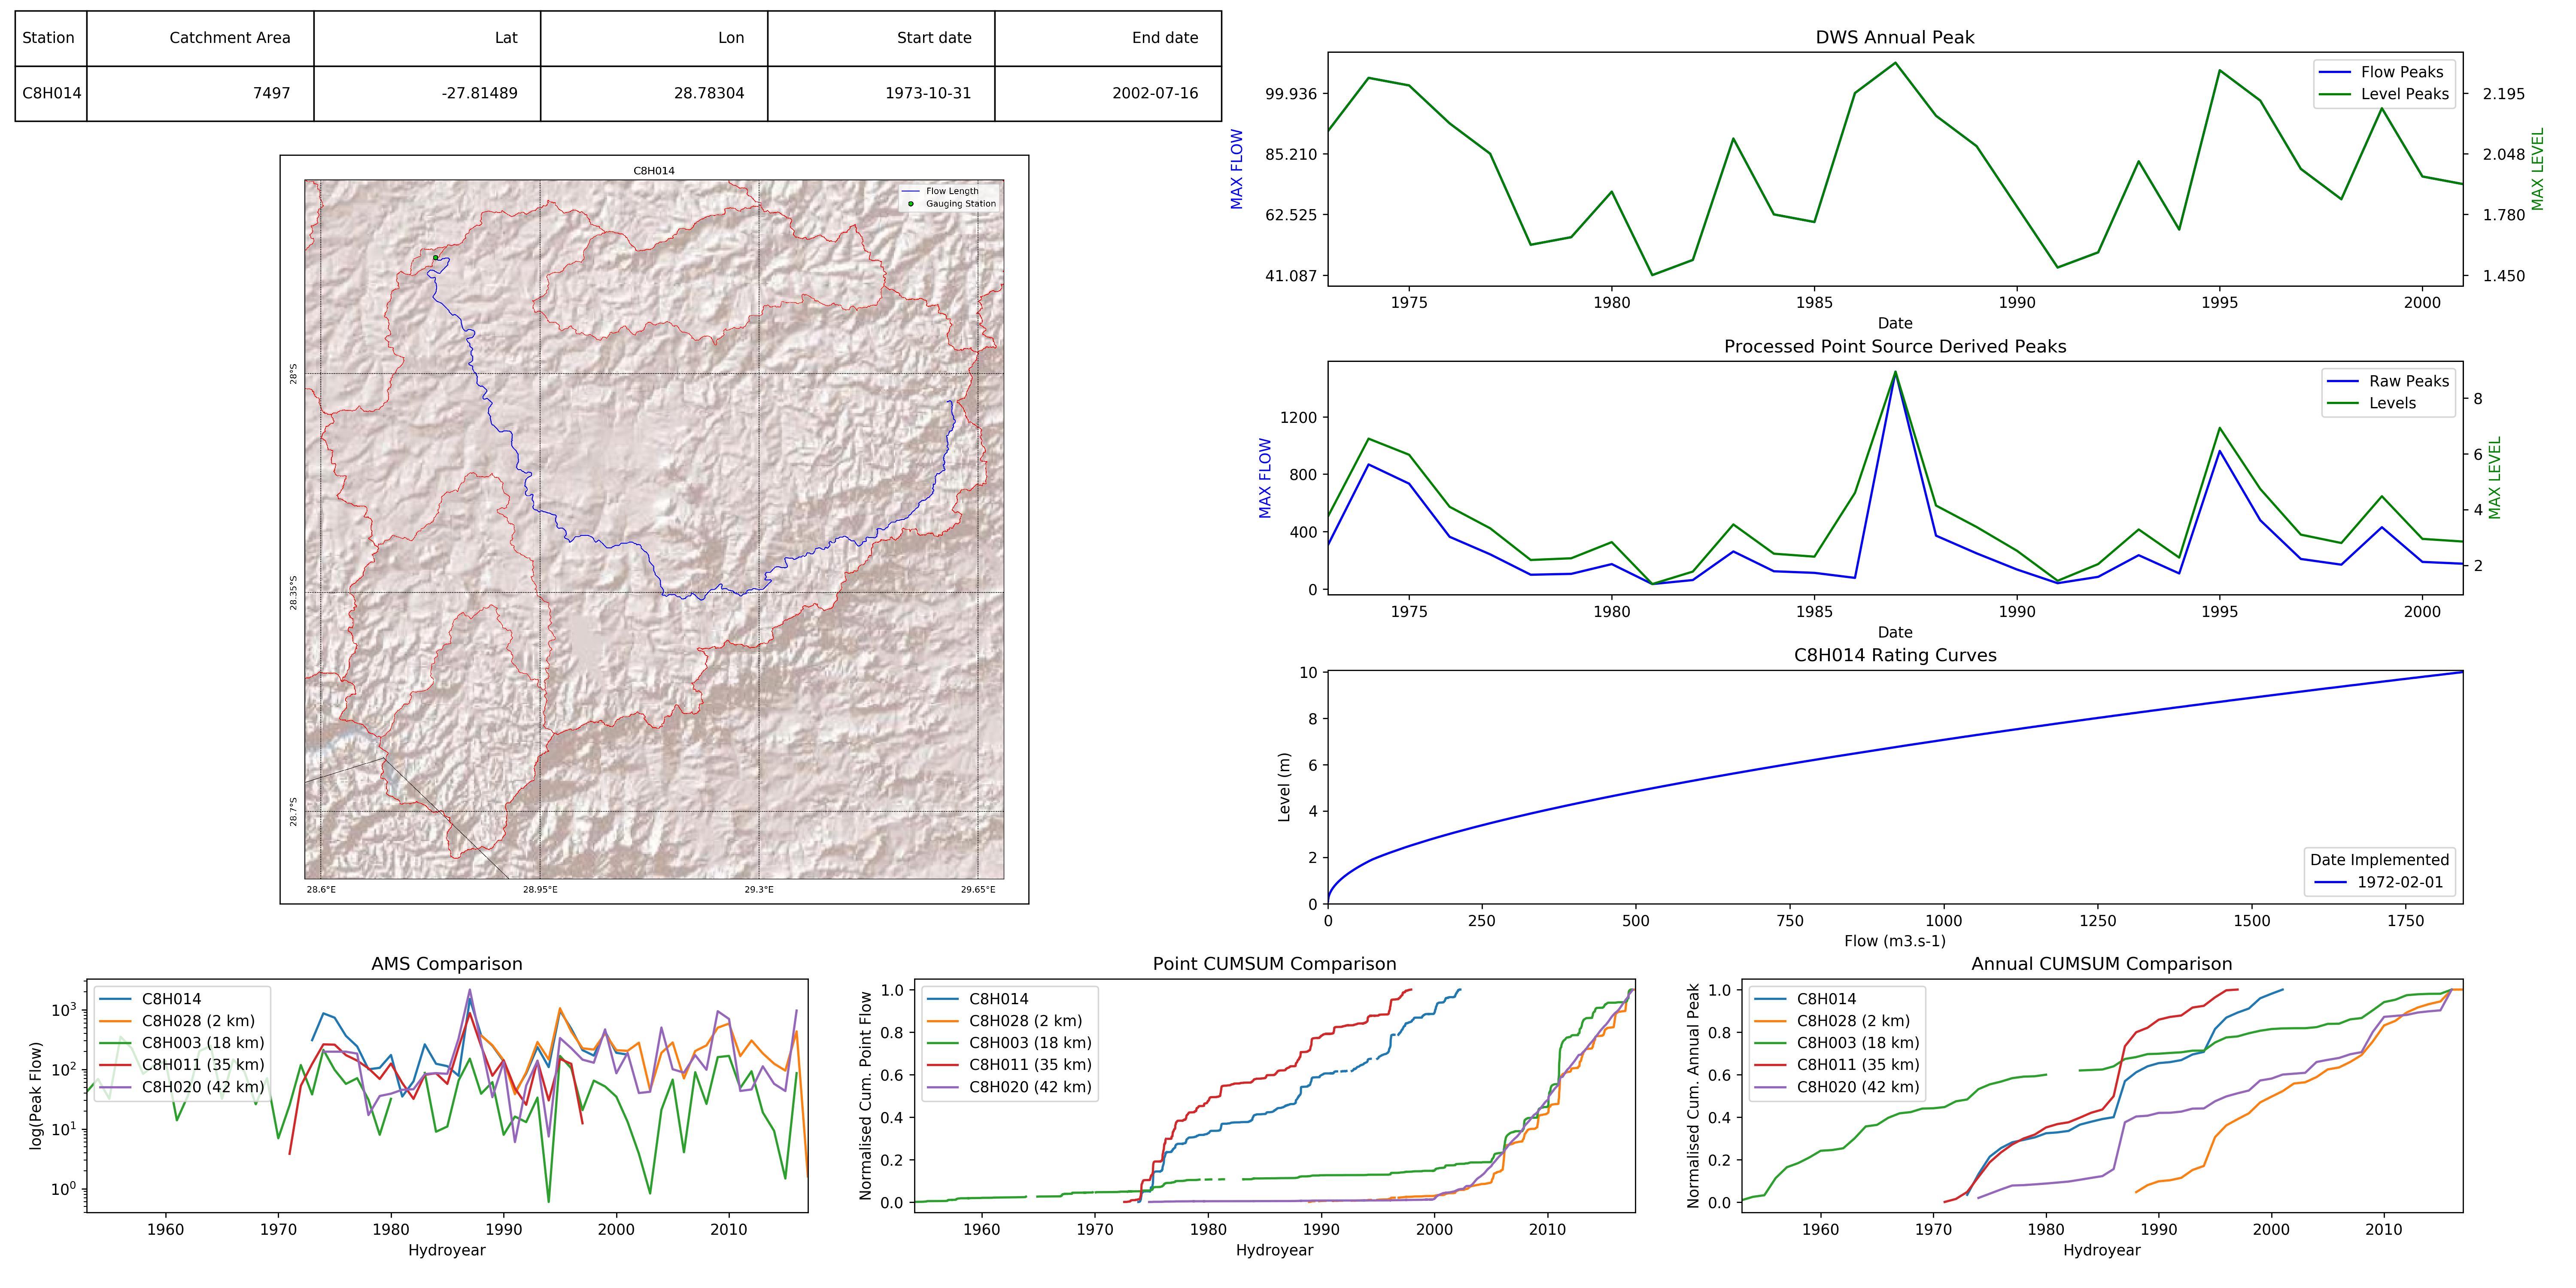 Station Catchment Area Lat Lon Start date End date
C8H014 7497 -27.81489 28.78304 1973-10-31 2002-07-16
C8H014
Flow Length
Gauging Station
28°S
28.35°S
28.7°S
28.6°E 28.95°E 29.3°E 29.65°E
DWS Annual Peak
MAX FLOW
99.936
85.210
62.525
41.087
Flow Peaks
Level Peaks
2.195
2.048
1.780
1.450
MAX LEVEL
1975 1980 1985 1990 1995 2000
Date
Processed Point Source Derived Peaks
MAX FLOW
1200
800
400
0
Raw Peaks
Levels
8
6
4
2
MAX LEVEL
1975 1980 1985 1990 1995 2000
Date
C8H014 Rating Curves
Level (m)
10
8
6
4
2
0
Date Implemented
1972-02-01
0 250 500 750 1000 1250 1500 1750
Flow (m3.s-1)
AMS Comparison
log(Peak Flow)
10³
10²
10¹
10⁰
C8H014
C8H028 (2 km)
C8H003 (18 km)
C8H011 (35 km)
C8H020 (42 km)
1960 1970 1980 1990 2000 2010
Hydroyear
Point CUMSUM Comparison
Normalised Cum. Point Flow
1.0
0.8
0.6
0.4
0.2
0.0
C8H014
C8H028 (2 km)
C8H003 (18 km)
C8H011 (35 km)
C8H020 (42 km)
1960 1970 1980 1990 2000 2010
Hydroyear
Annual CUMSUM Comparison
Normalised Cum. Annual Peak
1.0
0.8
0.6
0.4
0.2
0.0
C8H014
C8H028 (2 km)
C8H003 (18 km)
C8H011 (35 km)
C8H020 (42 km)
1960 1970 1980 1990 2000 2010
Hydroyear